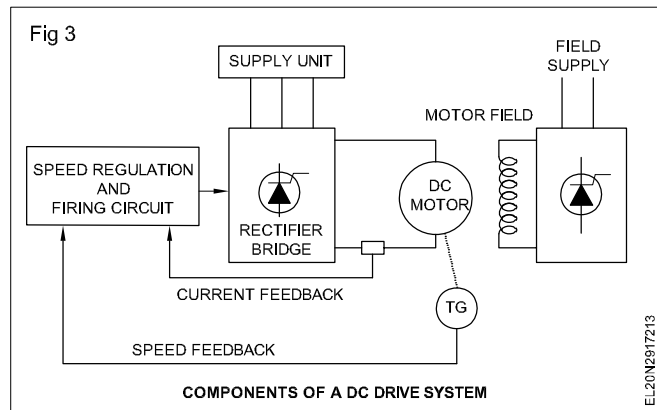 Fig 3
SUPPLY UNIT
FIELD
SUPPLY
MOTOR FIELD
SPEED REGULATION
AND
FIRING CIRCUIT
RECTIFIER
BRIDGE
DC
MOTOR
CURRENT FEEDBACK
TG
SPEED FEEDBACK
COMPONENTS OF A DC DRIVE SYSTEM
EL20N2917213